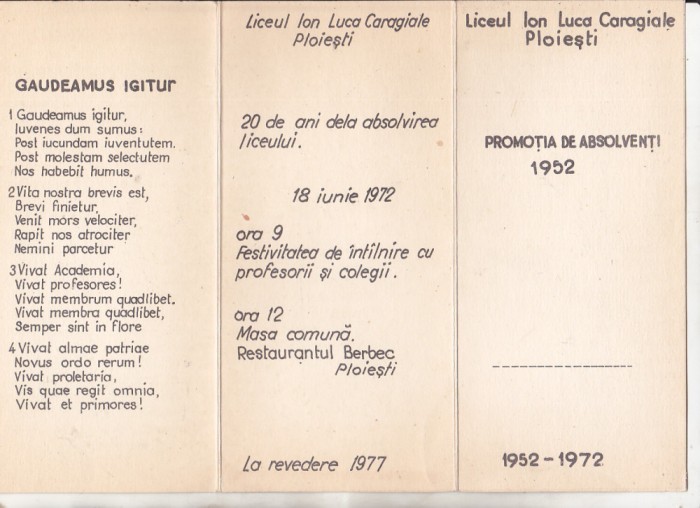 GAUDEAMUS IGITUR
1 Gaudeamus igitur,
Iuvenes dum sumus:
Post iucundam iuventutem.
Post molestam selectutem
Nos habebit humus.
2 Vita nostra brevis est,
Brevi finietur,
Venit mors velociter,
Rapit nos atrociter
Nemini parcetur
3 Vivat Academia,
Vivat profesores!
Vivat membrum quadlibet.
Vivat membra quadlibet,
Semper sint in flore
4 Vivat almae patriae
Novus ordo rerum!
Vivat proletaria,
Vis quae regit omnia,
Vivat et primores!
Liceul Ion Luca Caragiale
Ploiești
20 de ani dela absolvirea
liceului.
18 iunie 1972
ora 9
Festivitatea de întîlnire cu
profesorii și colegii.
ora 12
Masa comună.
Restaurantul Berbec
Ploiești
La revedere 1977
Liceul Ion Luca Caragiale
Ploiești
PROMOȚIA DE ABSOLVENȚI
1952
1952-1972